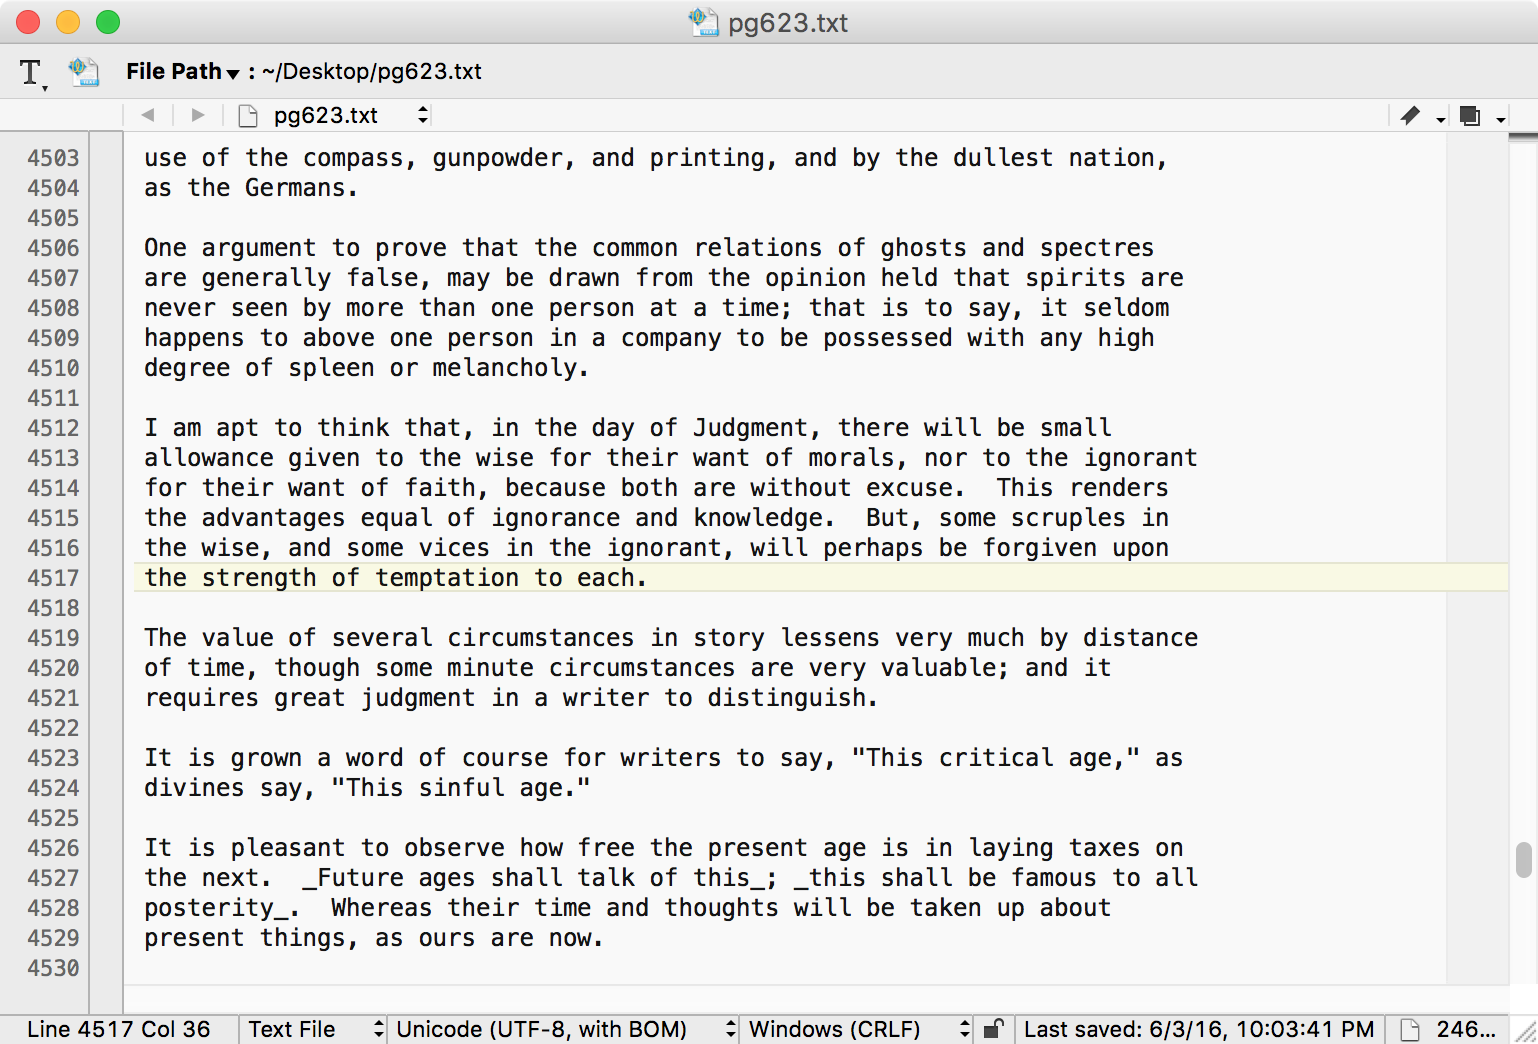 pg623.txt
T
File Path : ~/Desktop/pg623.txt
pg623.txt
4503 use of the compass, gunpowder, and printing, and by the dullest nation,
4504 as the Germans.
4505
4506 One argument to prove that the common relations of ghosts and spectres
4507 are generally false, may be drawn from the opinion held that spirits are
4508 never seen by more than one person at a time; that is to say, it seldom
4509 happens to above one person in a company to be possessed with any high
4510 degree of spleen or melancholy.
4511
4512 I am apt to think that, in the day of Judgment, there will be small
4513 allowance given to the wise for their want of morals, nor to the ignorant
4514 for their want of faith, because both are without excuse.  This renders
4515 the advantages equal of ignorance and knowledge.  But, some scruples in
4516 the wise, and some vices in the ignorant, will perhaps be forgiven upon
4517 the strength of temptation to each.
4518
4519 The value of several circumstances in story lessens very much by distance
4520 of time, though some minute circumstances are very valuable; and it
4521 requires great judgment in a writer to distinguish.
4522
4523 It is grown a word of course for writers to say, "This critical age," as
4524 divines say, "This sinful age."
4525
4526 It is pleasant to observe how free the present age is in laying taxes on
4527 the next.  _Future ages shall talk of this_; _this shall be famous to all
4528 posterity_.  Whereas their time and thoughts will be taken up about
4529 present things, as ours are now.
4530
Line 4517 Col 36 Text File Unicode (UTF-8, with BOM) Windows (CRLF) Last saved: 6/3/16, 10:03:41 PM 246...